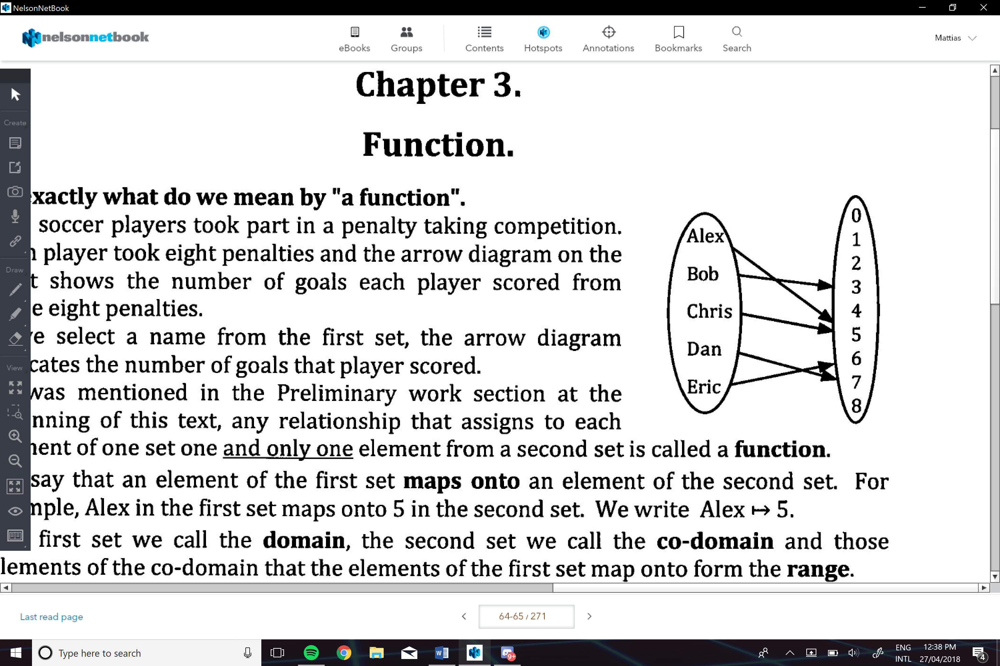 NelsonNetBook
nelsonnetbook
eBooks Groups Contents Hotspots Annotations Bookmarks Search
Mattias
Create
Draw
View
Chapter 3.
Function.
xactly what do we mean by "a function".
soccer players took part in a penalty taking competition.
player took eight penalties and the arrow diagram on the
t shows the number of goals each player scored from
e eight penalties.
e select a name from the first set, the arrow diagram
cates the number of goals that player scored.
was mentioned in the Preliminary work section at the
nning of this text, any relationship that assigns to each
ent of one set one and only one element from a second set is called a function.
say that an element of the first set maps onto an element of the second set. For
mple, Alex in the first set maps onto 5 in the second set. We write Alex ↦ 5.
first set we call the domain, the second set we call the co-domain and those
lements of the co-domain that the elements of the first set map onto form the range.
Alex
Bob
Chris
Dan
Eric
0
1
2
3
4
5
6
7
8
Last read page
64-65 / 271
Type here to search
9+
ENG
INTL
12:38 PM
27/04/2018
4